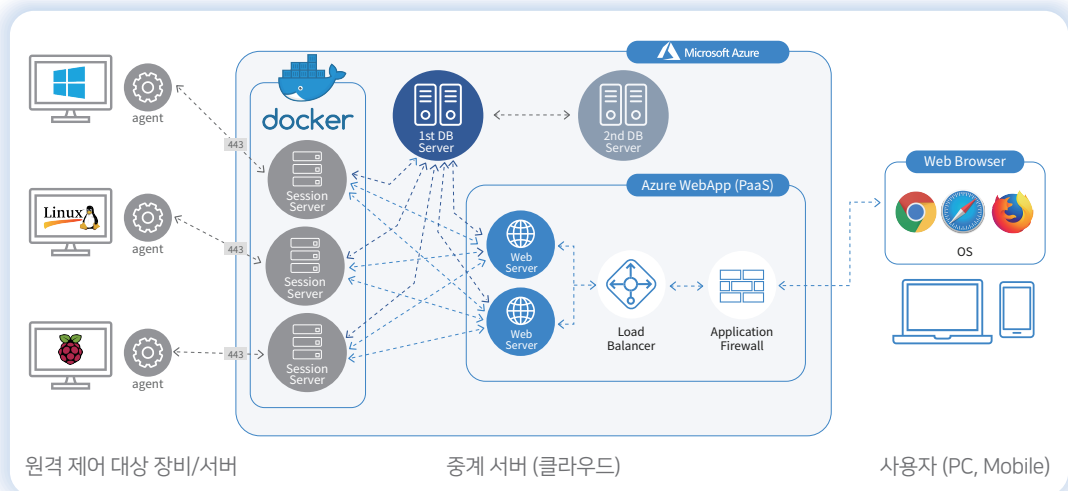 Microsoft Azure
agent
docker
443
1st DB
Server
2nd DB
Server
Session
Server
Azure WebApp (PaaS)
Web Browser
Linux
agent
443
Session
Server
Web
Server
OS
Web
Server
Load
Balancer
Application
Firewall
agent
443
Session
Server
원격 제어 대상 장비/서버
중계 서버 (클라우드)
사용자 (PC, Mobile)